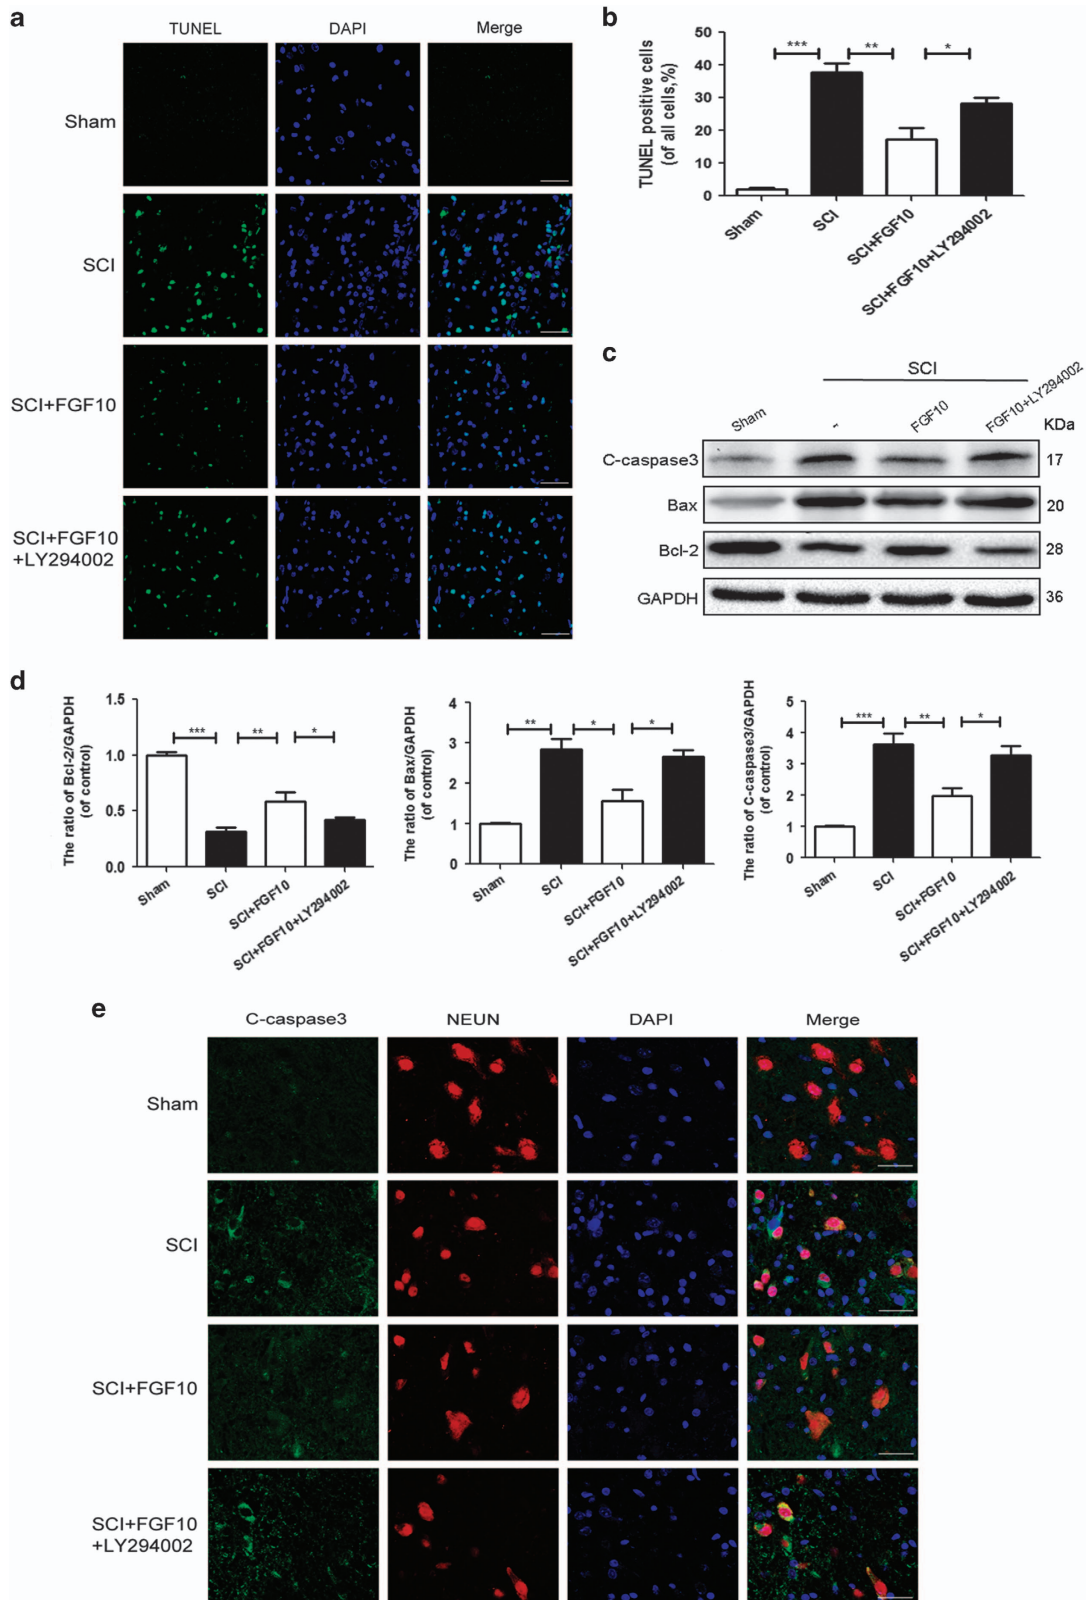 a
TUNEL DAPI Merge
Sham
SCI
SCI+FGF10
SCI+FGF10
+LY294002
b
TUNEL positive cells
(of all cells,%)
50
40
30
20
10
0
*** ** *
Sham
SCI
SCI+FGF10
SCI+FGF10+LY294002
c
SCI
Sham - FGF10 FGF10+LY294002
KDa
C-caspase3 17
Bax 20
Bcl-2 28
GAPDH 36
d
The ratio of Bcl-2/GAPDH
(of control)
1.5
1.0
0.5
0.0
*** ** *
Sham
SCI
SCI+FGF10
SCI+FGF10+LY294002
The ratio of Bax/GAPDH
(of control)
4
3
2
1
0
** * *
Sham
SCI
SCI+FGF10
SCI+FGF10+LY294002
The ratio of C-caspase3/GAPDH
(of control)
5
4
3
2
1
0
*** ** *
Sham
SCI
SCI+FGF10
SCI+FGF10+LY294002
e
C-caspase3 NEUN DAPI Merge
Sham
SCI
SCI+FGF10
SCI+FGF10
+LY294002